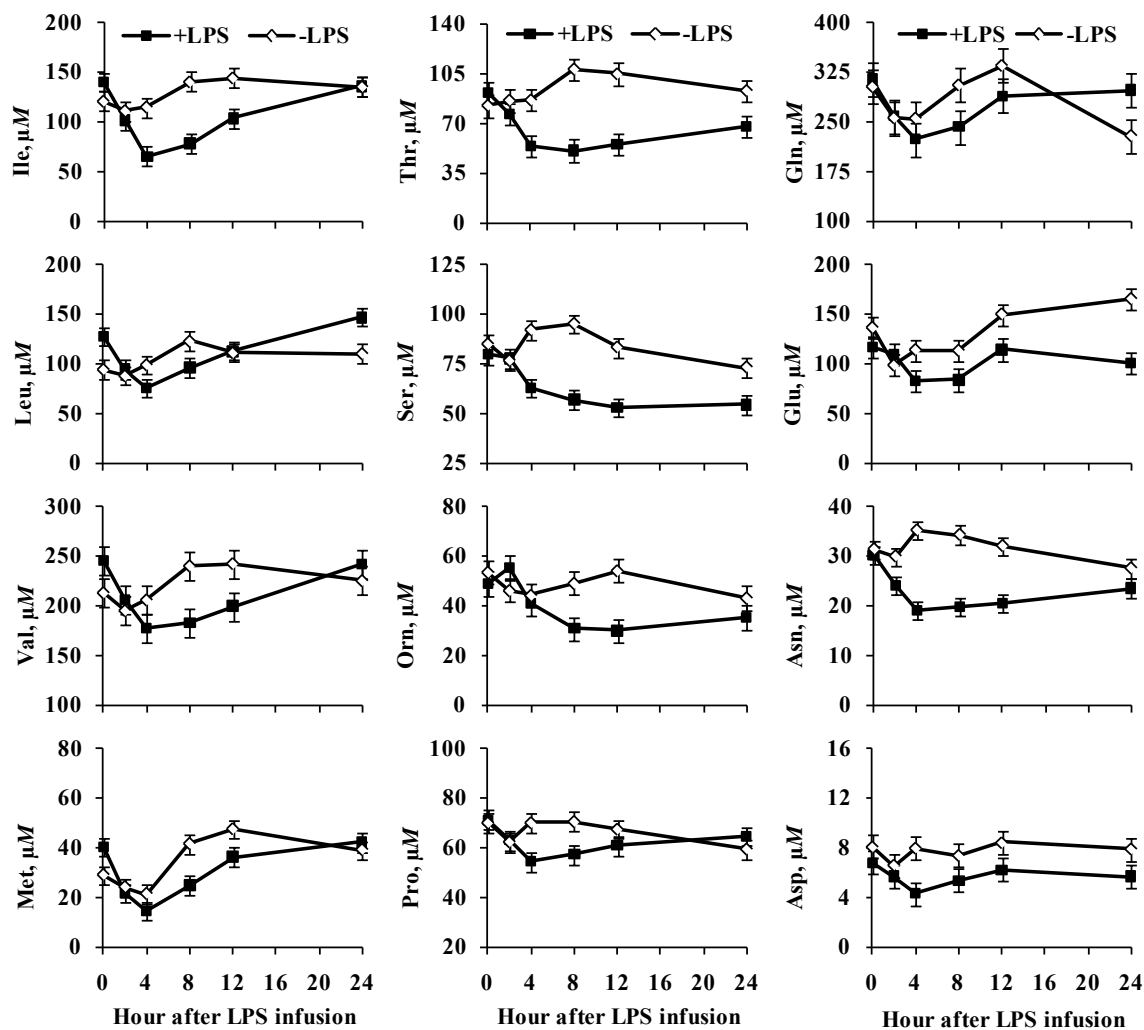 +LPS -LPS
200
150
100
50
0
Ile, µM
+LPS -LPS
140
105
70
35
0
Thr, µM
+LPS -LPS
400
325
250
175
100
Gln, µM
200
150
100
50
0
Leu, µM
125
100
75
50
25
Ser, µM
200
150
100
50
0
Glu, µM
300
250
200
150
100
Val, µM
80
60
40
20
0
Orn, µM
40
30
20
10
0
Asn, µM
80
60
40
20
0
Met, µM
0 4 8 12 16 20 24
Hour after LPS infusion
100
80
60
40
20
Pro, µM
0 4 8 12 16 20 24
Hour after LPS infusion
16
12
8
4
0
Asp, µM
0 4 8 12 16 20 24
Hour after LPS infusion